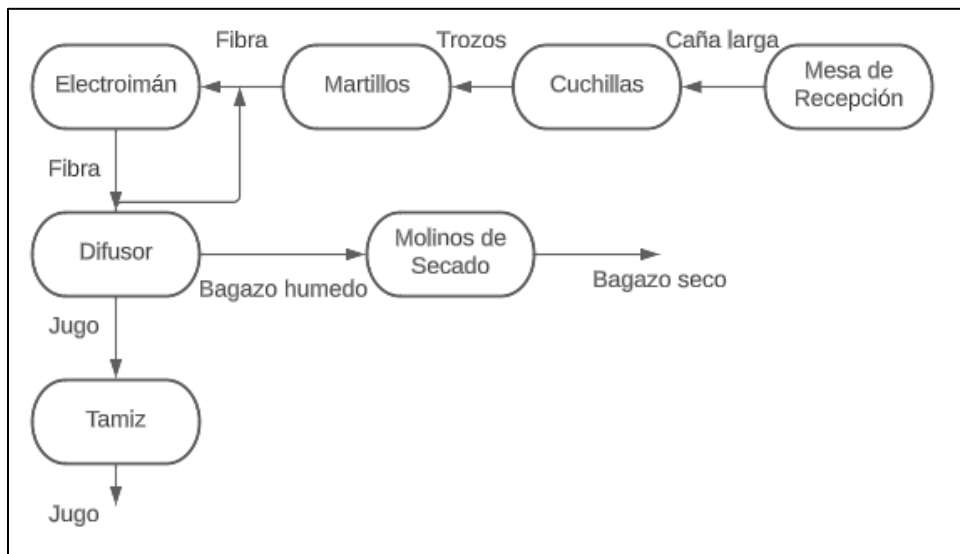 Fibra
Trozos
Caña larga
Electroimán
Martillos
Cuchillas
Mesa de
Recepción
Fibra
Difusor
Molinos de
Secado
Bagazo humedo
Bagazo seco
Jugo
Tamiz
Jugo